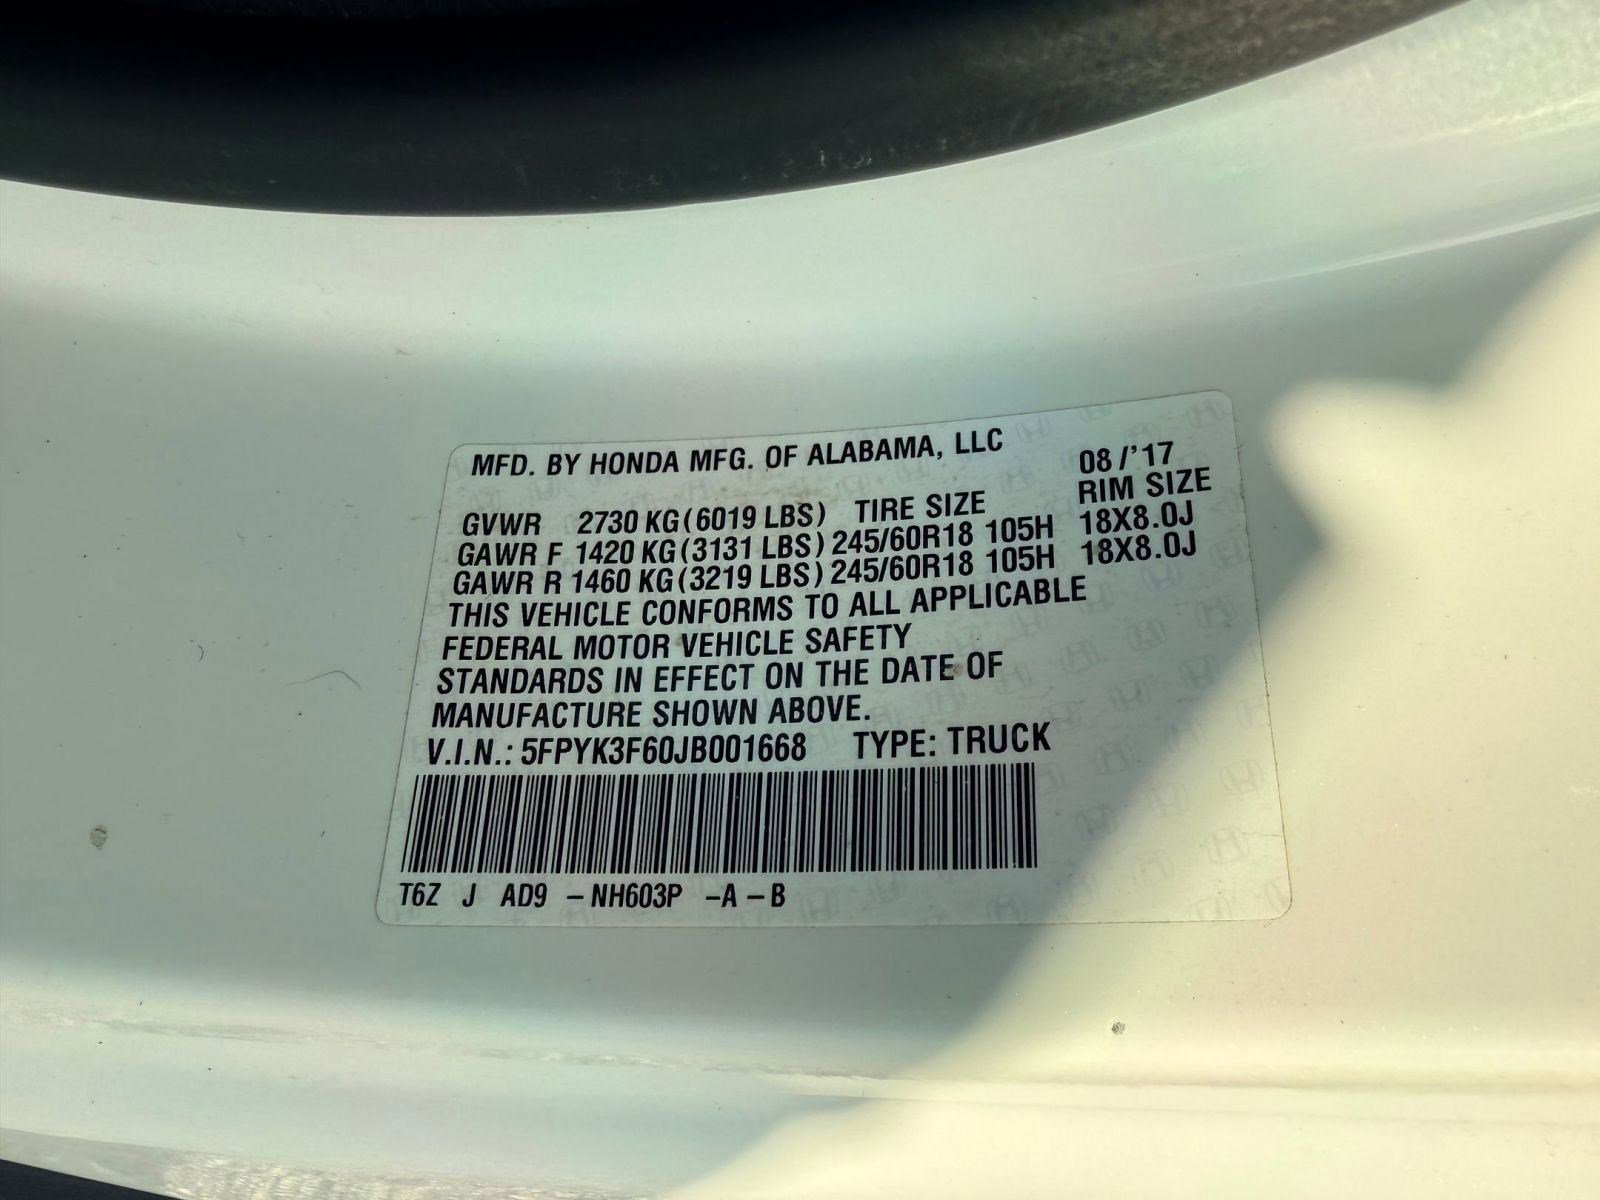 MFD. BY HONDA MFG. OF ALABAMA, LLC 08/'17
GVWR 2730 KG(6019 LBS) TIRE SIZE RIM SIZE
GAWR F 1420 KG(3131 LBS) 245/60R18 105H 18X8.0J
GAWR R 1460 KG(3219 LBS) 245/60R18 105H 18X8.0J
THIS VEHICLE CONFORMS TO ALL APPLICABLE
FEDERAL MOTOR VEHICLE SAFETY
STANDARDS IN EFFECT ON THE DATE OF
MANUFACTURE SHOWN ABOVE.
V.I.N.: 5FPYK3F60JB001668 TYPE: TRUCK
T6Z J AD9 -NH603P -A-B